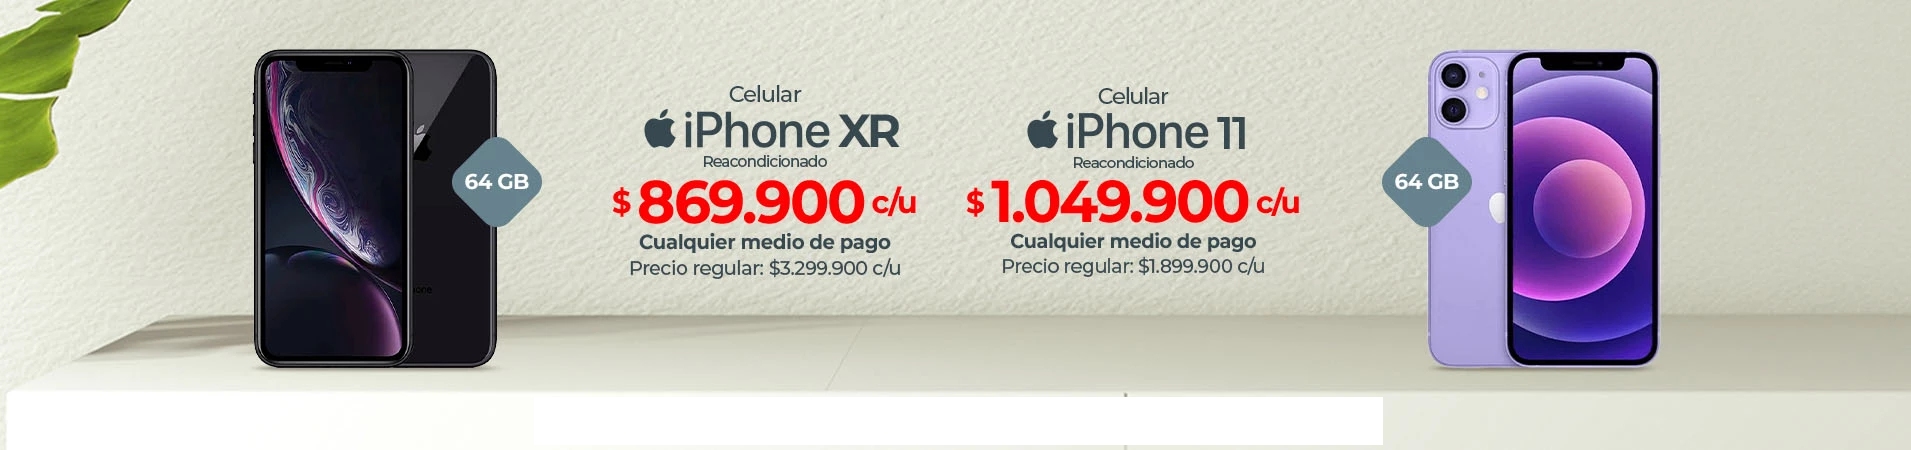 64 GB
Celular
iPhone XR
Reacondicionado
$ 869.900 c/u
Cualquier medio de pago
Precio regular: $3.299.900 c/u
Celular
iPhone 11
Reacondicionado
$ 1.049.900 c/u
Cualquier medio de pago
Precio regular: $1.899.900 c/u
64 GB